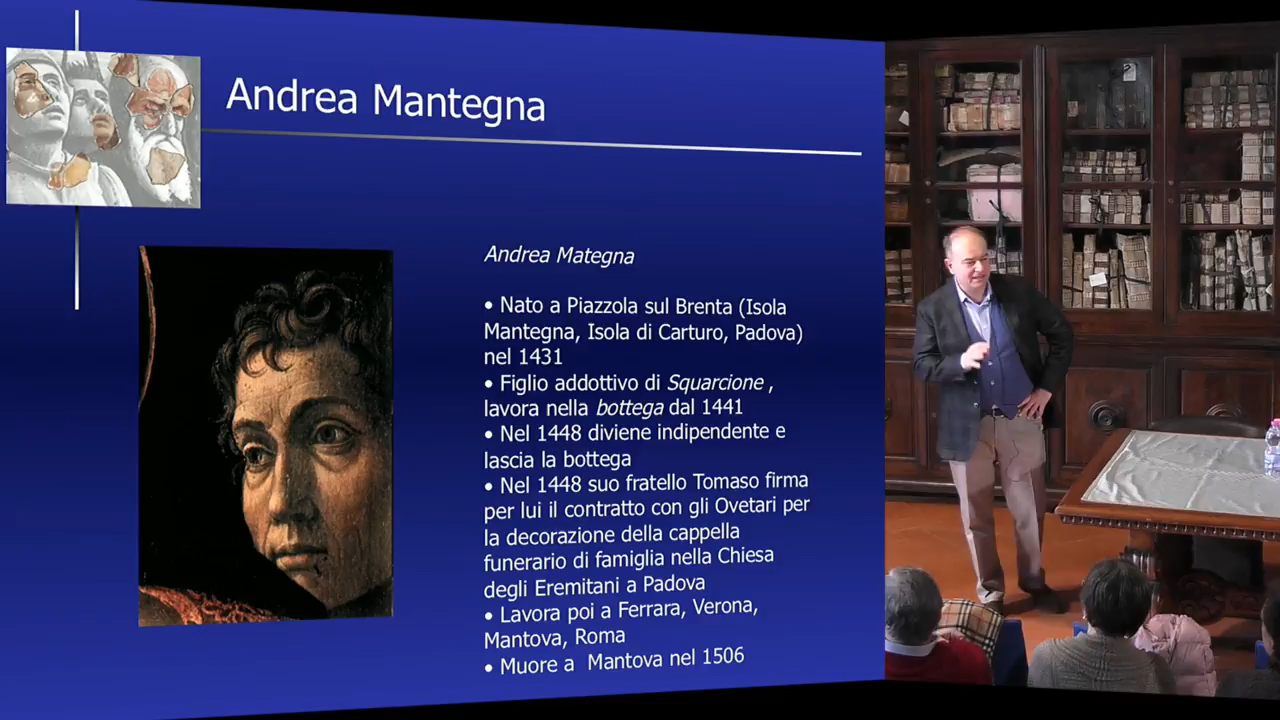 Andrea Mantegna
Andrea Mategna
• Nato a Piazzola sul Brenta (Isola
Mantegna, Isola di Carturo, Padova)
nel 1431
• Figlio addottivo di Squarcione ,
lavora nella bottega dal 1441
• Nel 1448 diviene indipendente e
lascia la bottega
• Nel 1448 suo fratello Tomaso firma
per lui il contratto con gli Ovetari per
la decorazione della cappella
funerario di famiglia nella Chiesa
degli Eremitani a Padova
• Lavora poi a Ferrara, Verona,
Mantova, Roma
• Muore a Mantova nel 1506